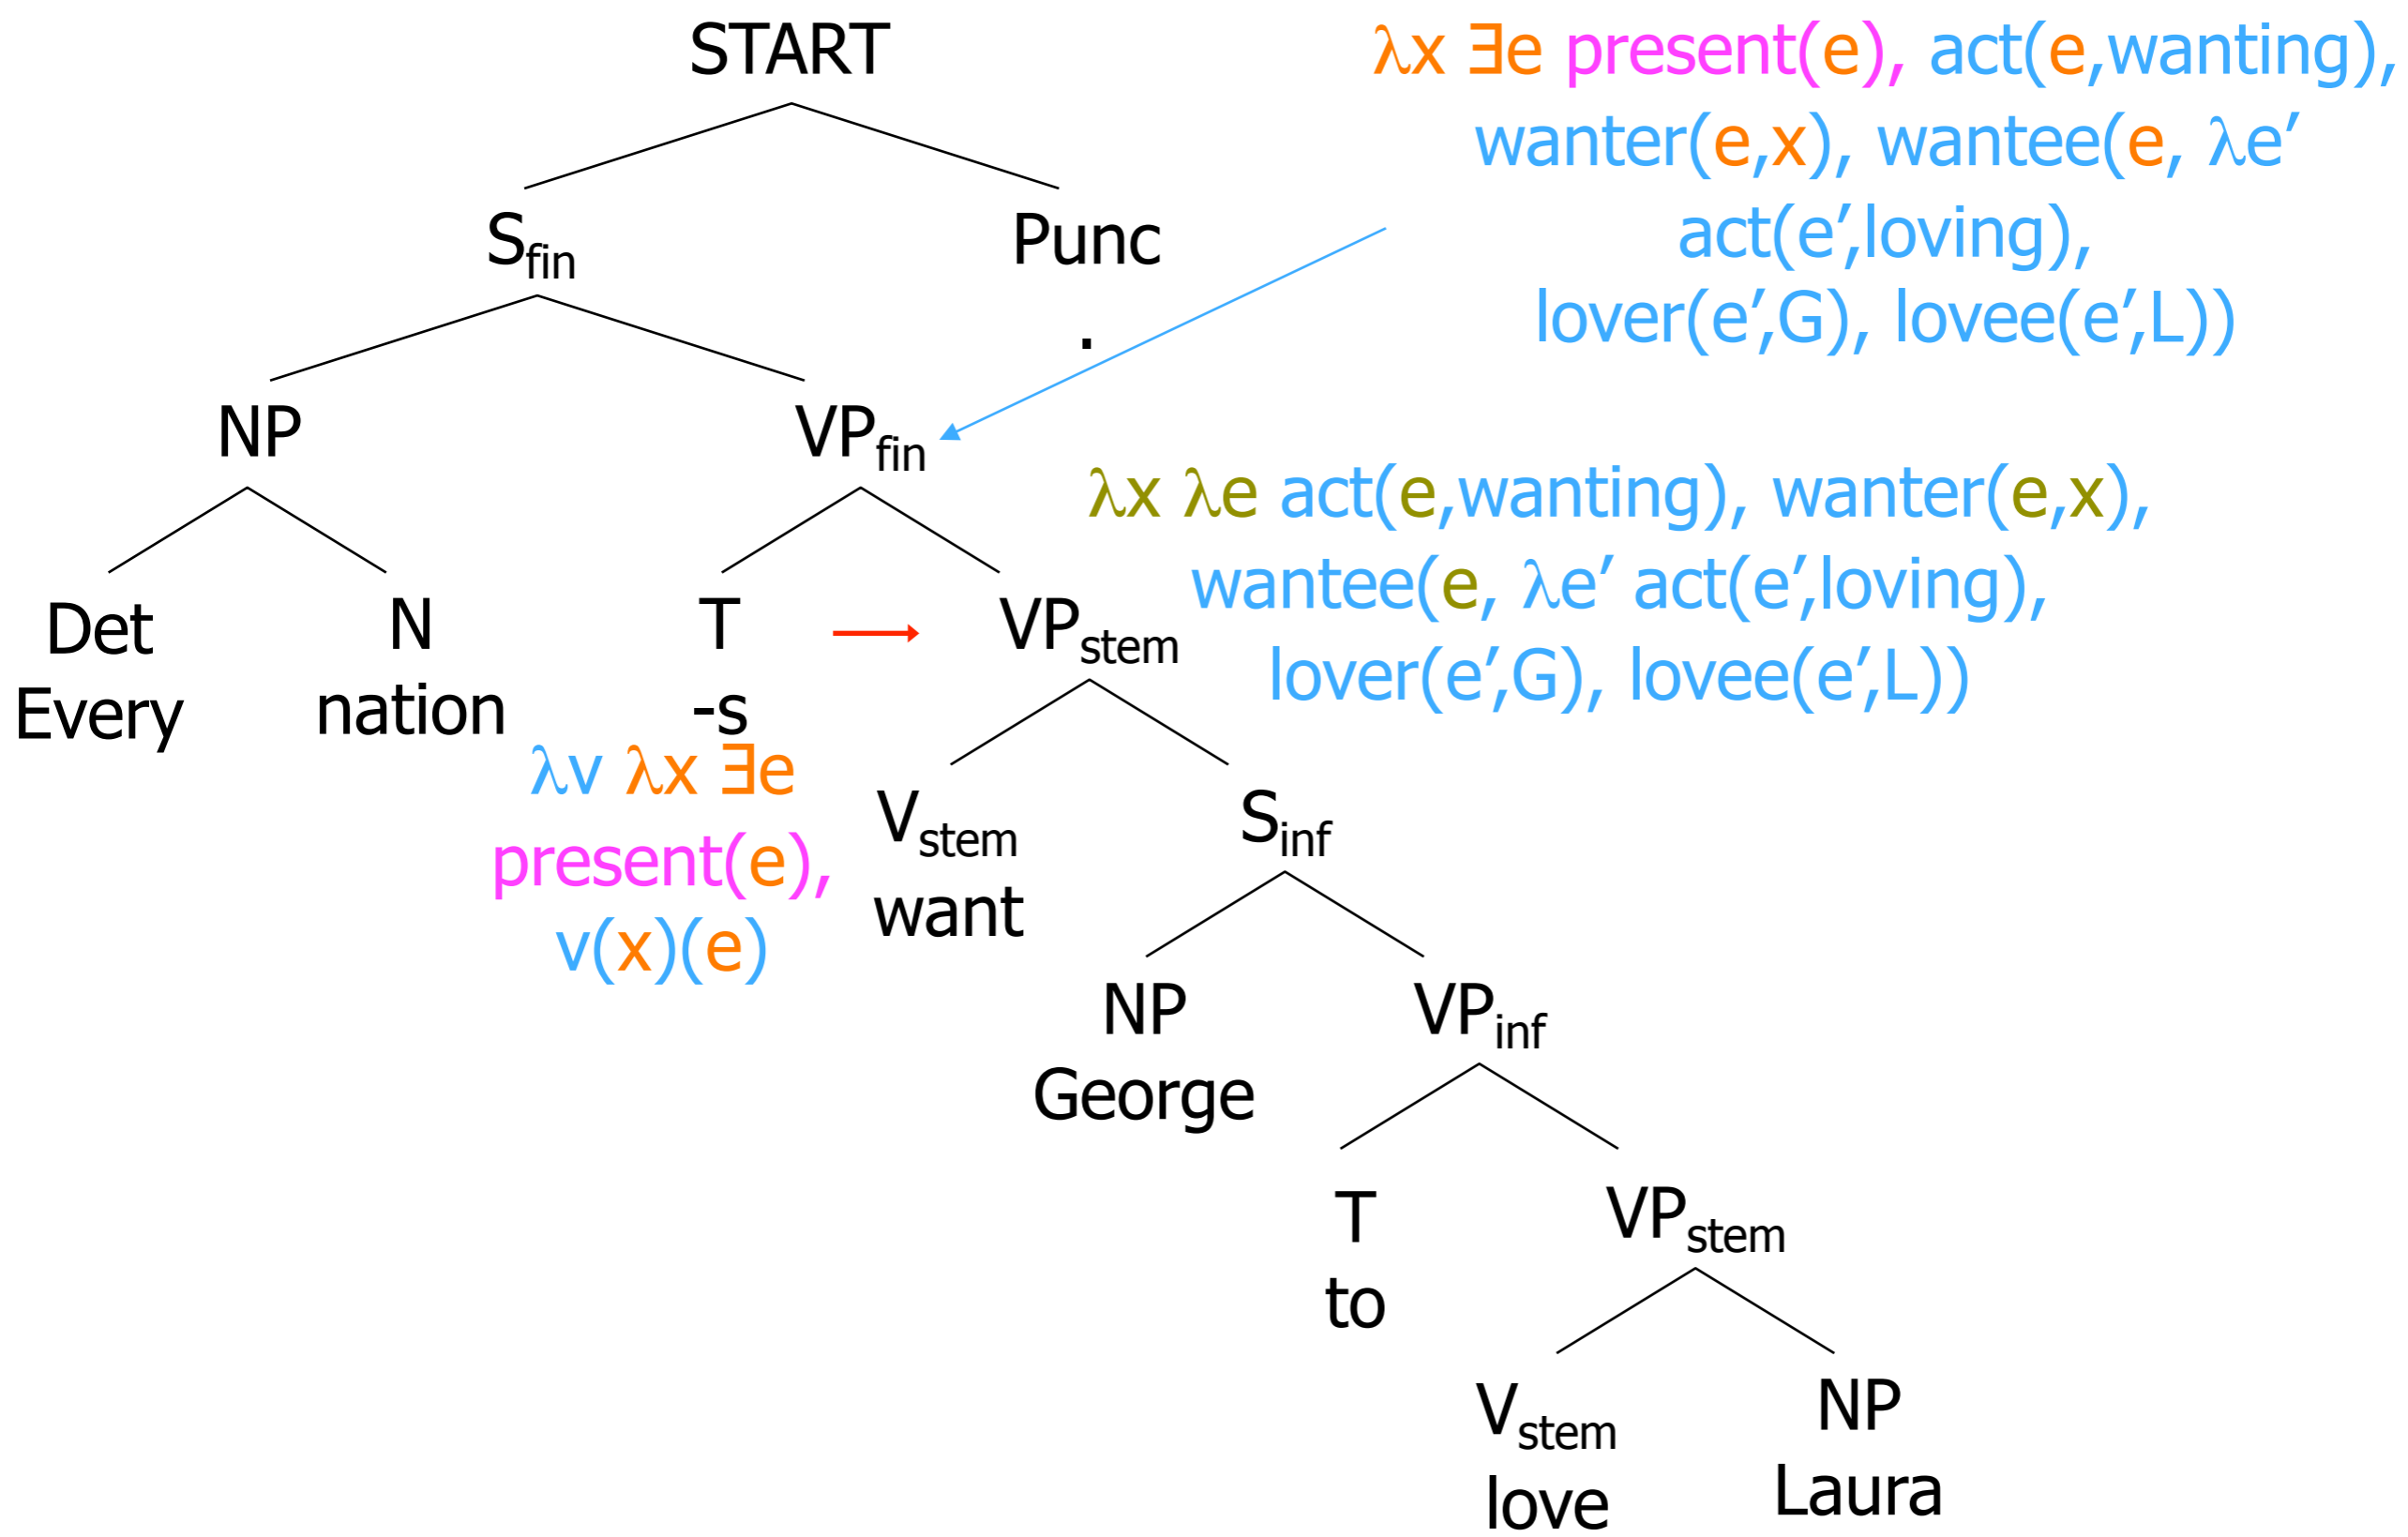 START
λx ∃e present(e), act(e,wanting),
wanter(e,x), wantee(e, λe’
act(e’,loving),
lover(e’,G), lovee(e’,L))
Sfin
Punc
.
NP
VPfin
λx λe act(e,wanting), wanter(e,x),
wantee(e, λe’ act(e’,loving),
lover(e’,G), lovee(e’,L))
Det
Every
N
nation
T
-s
λv λx ∃e
present(e),
v(x)(e)
VPstem
Vstem
want
Sinf
NP
George
VPinf
T
to
VPstem
Vstem
love
NP
Laura